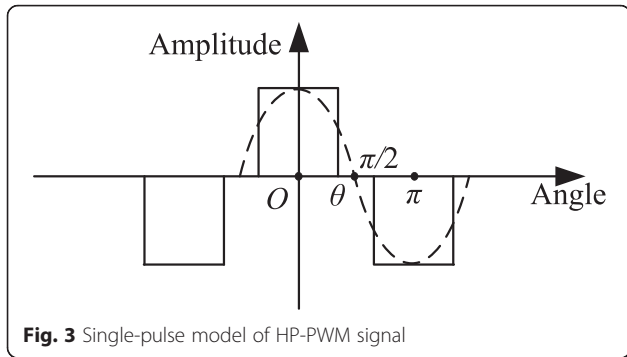 Amplitude
π/2
O
θ
π
Angle
Fig. 3 Single-pulse model of HP-PWM signal